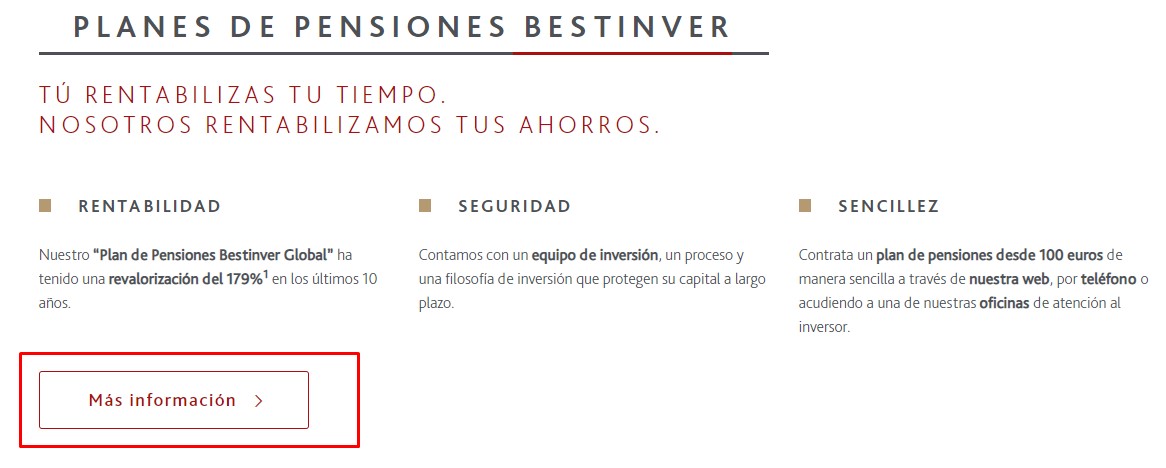 PLANES DE PENSIONES BESTINVER
TÚ RENTABILIZAS TU TIEMPO.
NOSOTROS RENTABILIZAMOS TUS AHORROS.
RENTABILIDAD
Nuestro “Plan de Pensiones Bestinver Global” ha
tenido una revalorización del 179%¹ en los últimos 10
años.
SEGURIDAD
Contamos con un equipo de inversión, un proceso y
una filosofía de inversión que protegen su capital a largo
plazo.
SENCILLEZ
Contrata un plan de pensiones desde 100 euros de
manera sencilla a través de nuestra web, por teléfono o
acudiendo a una de nuestras oficinas de atención al
inversor.
Más información >